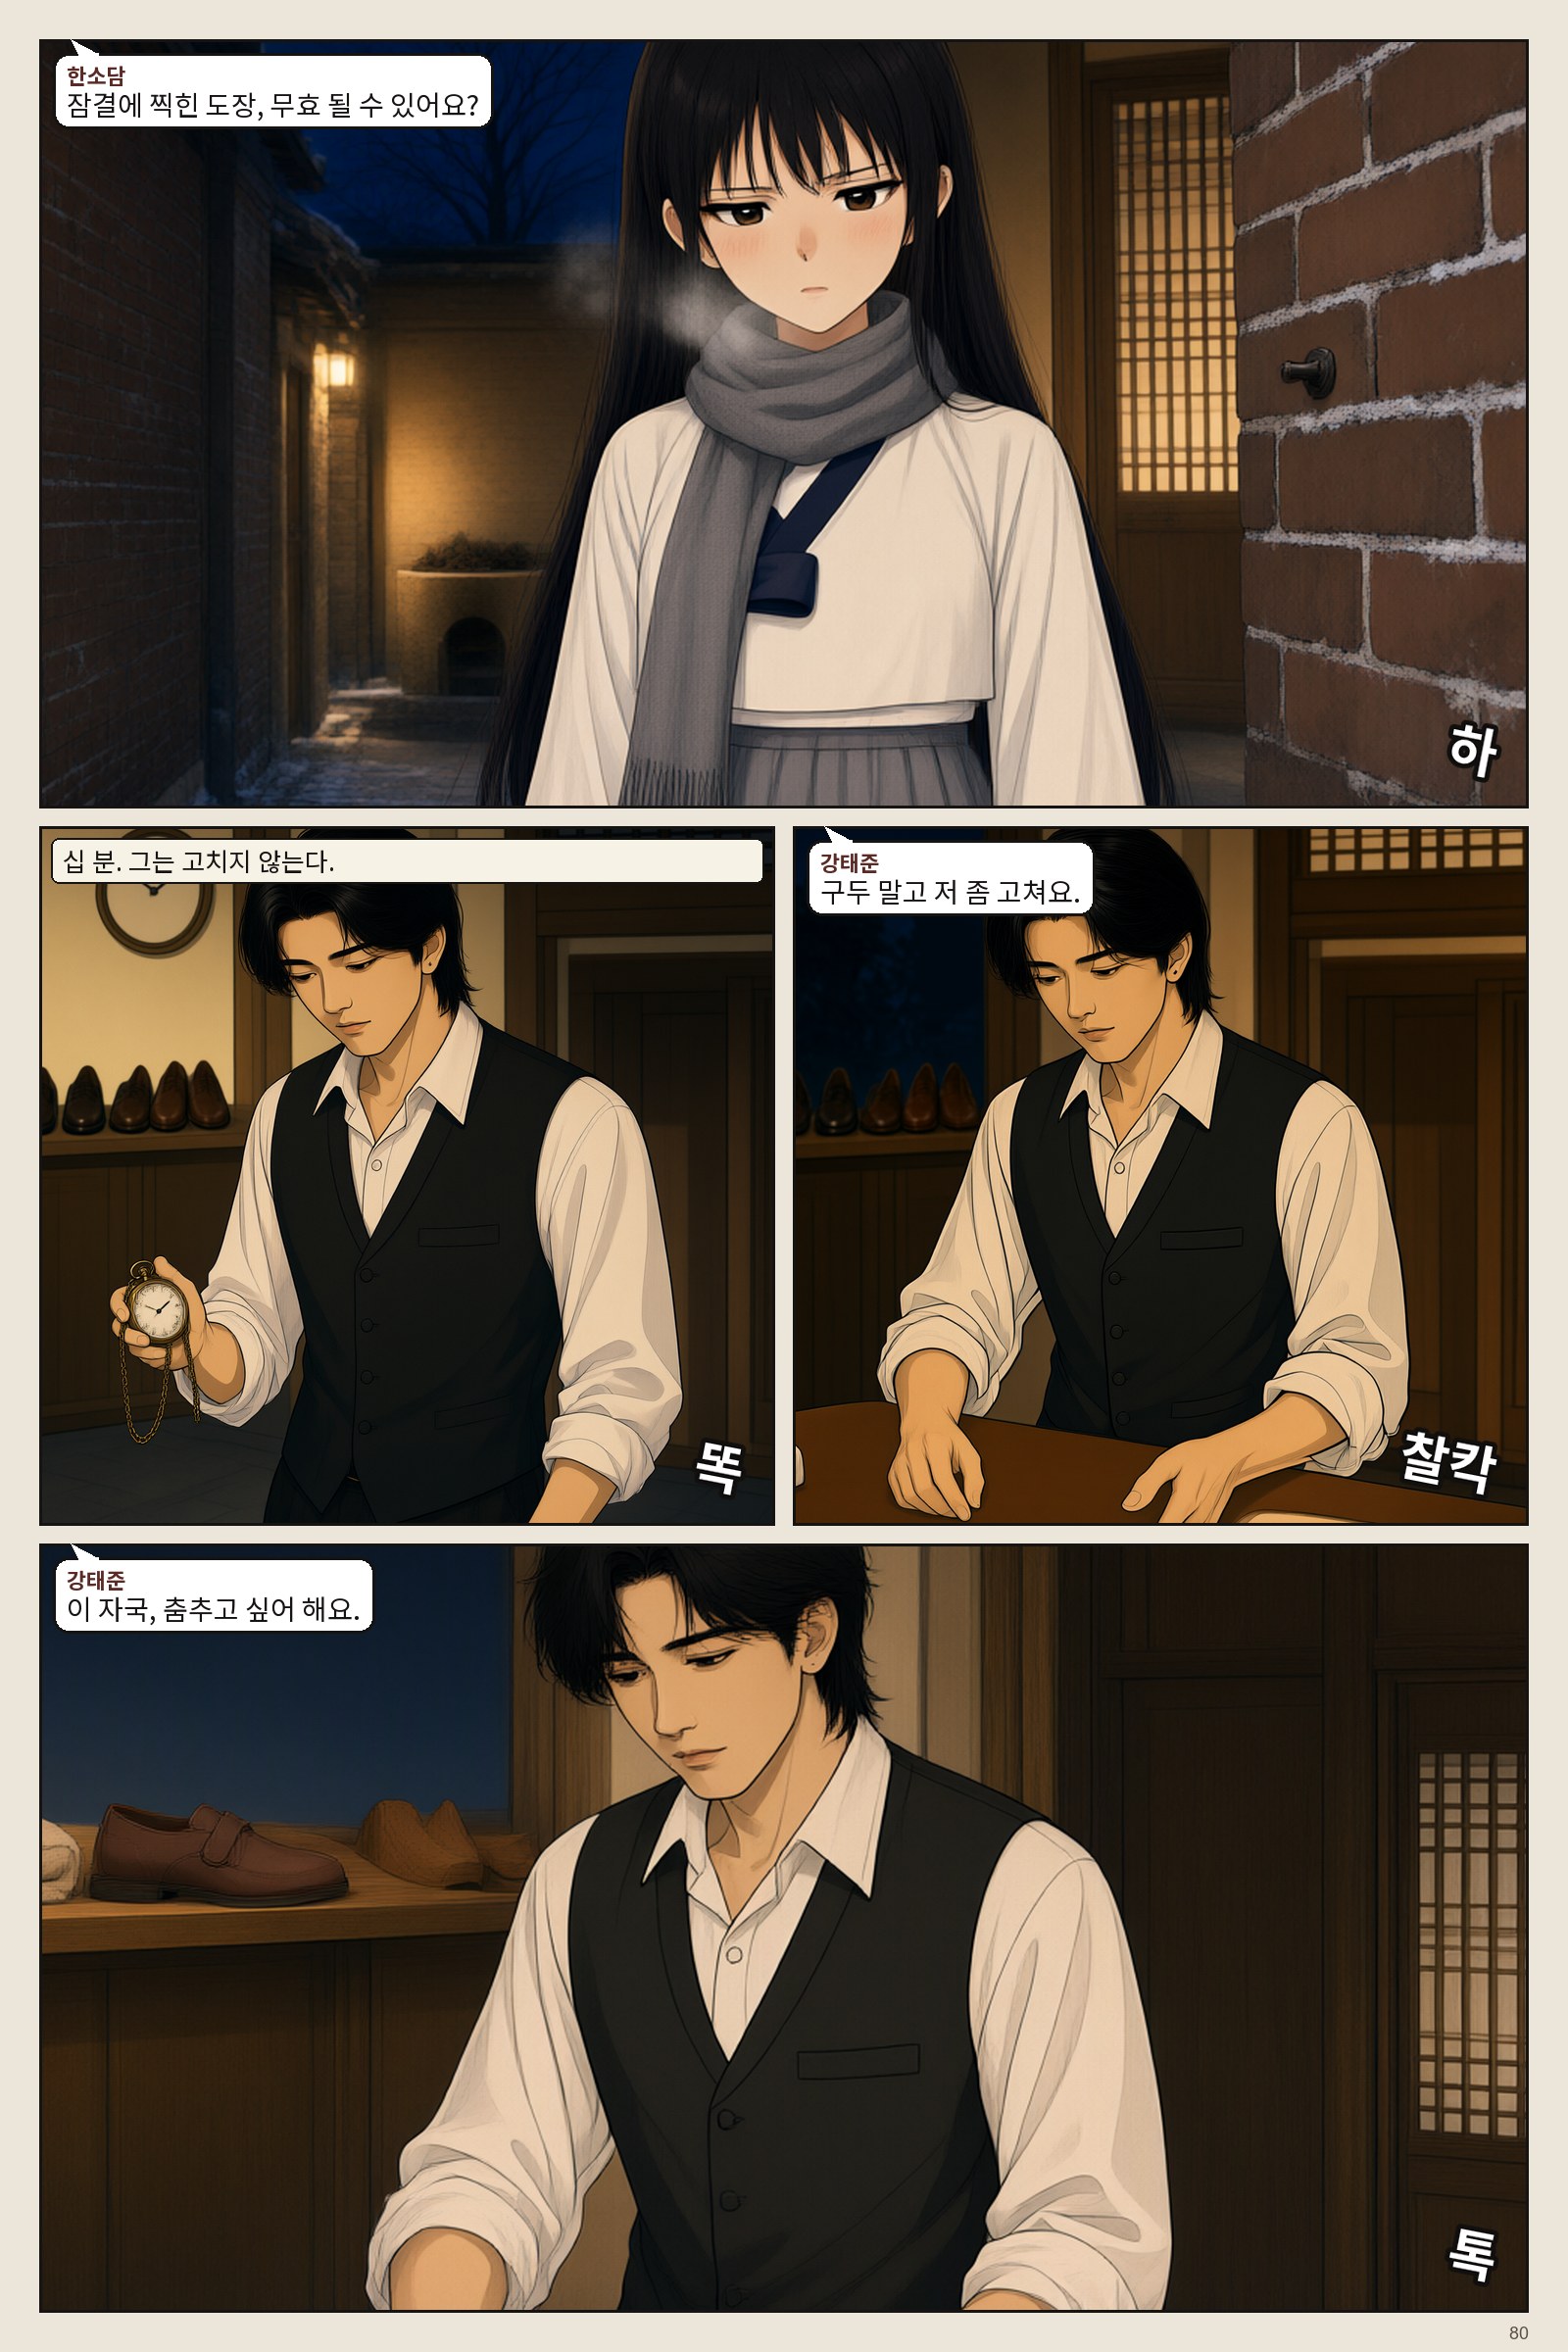 한소담
잠결에 찍힌 도장, 무효 될 수 있어요?
하
십 분. 그는 고치지 않는다.
똑
강태준
구두 말고 저 좀 고쳐요.
찰칵
강태준
이 자국, 춤추고 싶어 해요.
톡
80